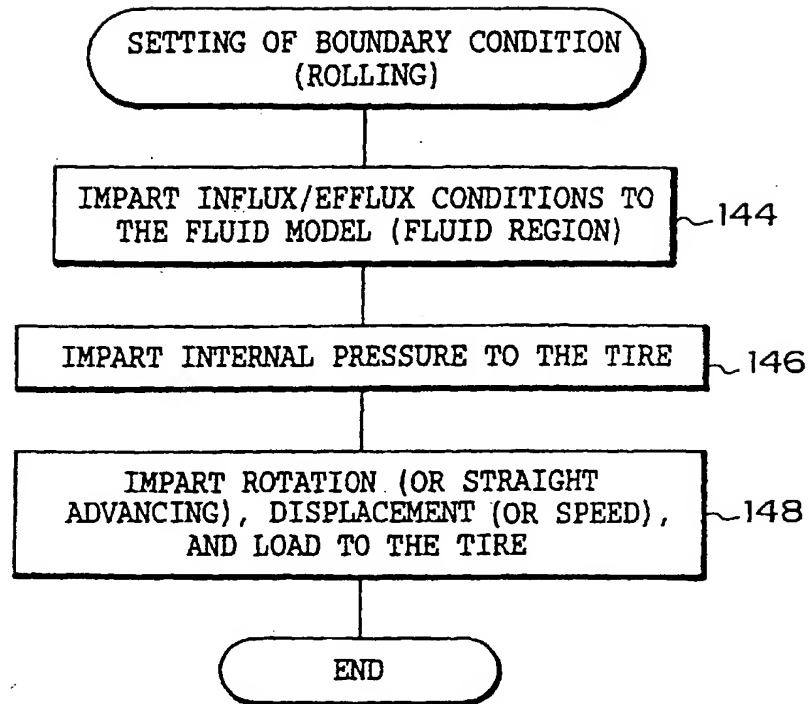 SETTING OF BOUNDARY CONDITION
(ROLLING)
IMPART INFLUX/EFFLUX CONDITIONS TO
THE FLUID MODEL (FLUID REGION)
144
IMPART INTERNAL PRESSURE TO THE TIRE
146
IMPART ROTATION (OR STRAIGHT
ADVANCING), DISPLACEMENT (OR SPEED),
AND LOAD TO THE TIRE
148
END